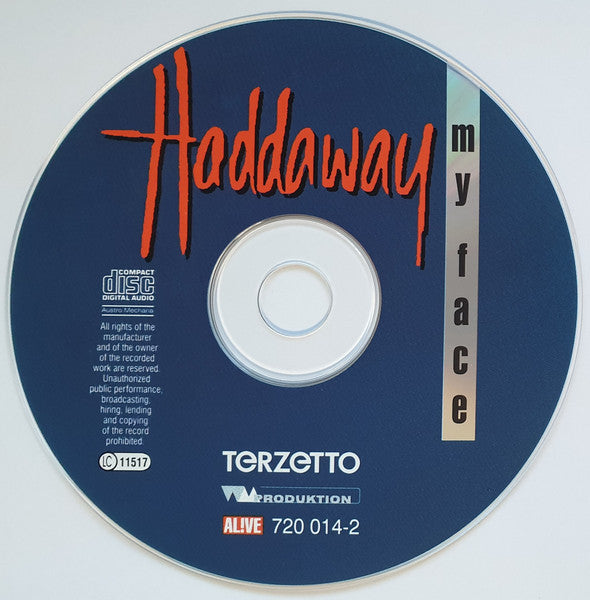 Haddaway
my face
COMPACT
disc
DIGITAL AUDIO
Austro Mechana
All rights of the
manufacturer
and of the owner
of the recorded
work are reserved.
Unauthorized
public performance,
broadcasting,
hiring, lending
and copying
of the record
prohibited.
LC 11517
TERZETTO
WMPRODUKTION
AL!VE 720 014-2